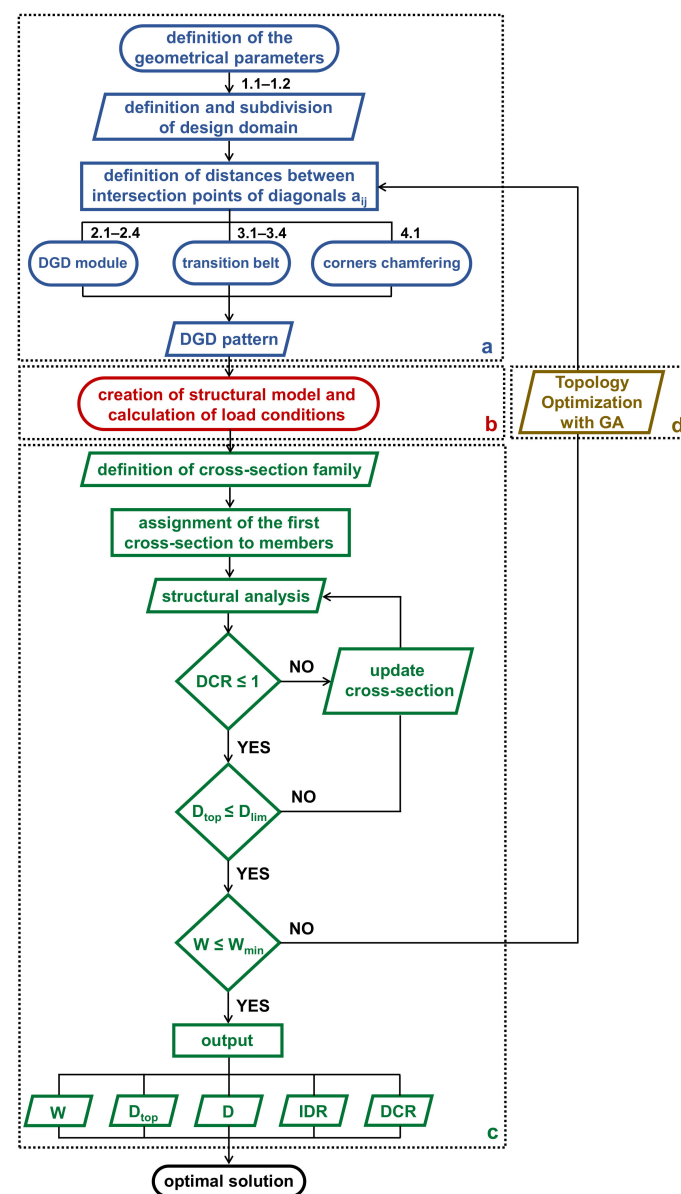 definition of the
geometrical parameters
1.1–1.2
definition and subdivision
of design domain
definition of distances between
intersection points of diagonals aij
2.1–2.4
3.1–3.4
4.1
DGD module
transition belt
corners chamfering
DGD pattern
a
creation of structural model and
calculation of load conditions
b
Topology
Optimization
with GA
d
definition of cross-section family
assignment of the first
cross-section to members
structural analysis
DCR ≤ 1
NO
update
cross-section
YES
Dtop ≤ Dlim
NO
YES
W ≤ Wmin
NO
YES
output
W
Dtop
D
IDR
DCR
c
optimal solution